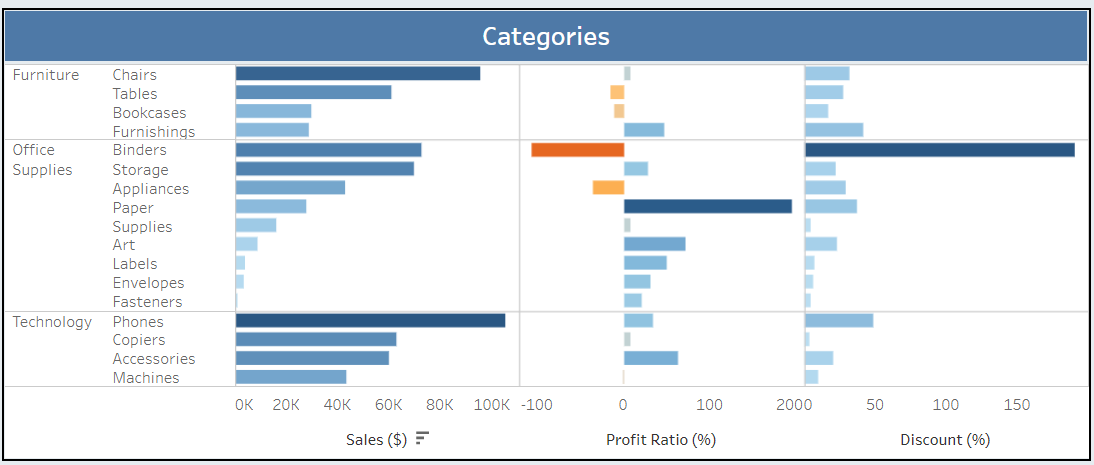 Categories
Furniture Chairs
Tables
Bookcases
Furnishings
Office Binders
Supplies Storage
Appliances
Paper
Supplies
Art
Labels
Envelopes
Fasteners
Technology Phones
Copiers
Accessories
Machines
0K 20K 40K 60K 80K 100K -100 0 100 200 0 50 100 150
Sales ($) Profit Ratio (%) Discount (%)